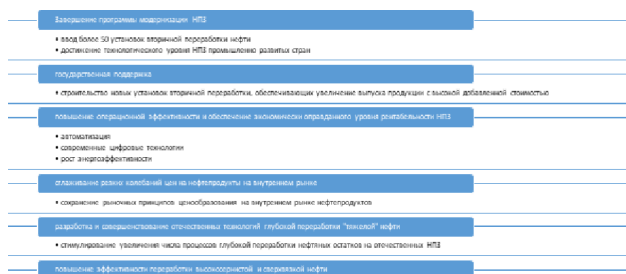 Завершение программы модернизации НПЗ
• ввод более 50 установок вторичной переработки нефти
• достижение технологического уровня НПЗ промышленно развитых стран
государственная поддержка
• строительство новых установок вторичной переработки, обеспечивающих увеличение выпуска продукции с высокой добавленной стоимостью
повышение операционной эффективности и обеспечение экономически оправданного уровня рентабельности НПЗ
• автоматизация
• современные цифровые технологии
• рост энергоэффективности
сглаживание резких колебаний цен на нефтепродукты на внутреннем рынке
• сохранение рыночных принципов ценообразования на внутреннем рынке нефтепродуктов
разработка и совершенствование отечественных технологий глубокой переработки "тяжелой" нефти
• стимулирование увеличения числа процессов глубокой переработки нефтяных остатков на отечественных НПЗ
повышение эффективности переработки высокосернистой и сверхвязкой нефти